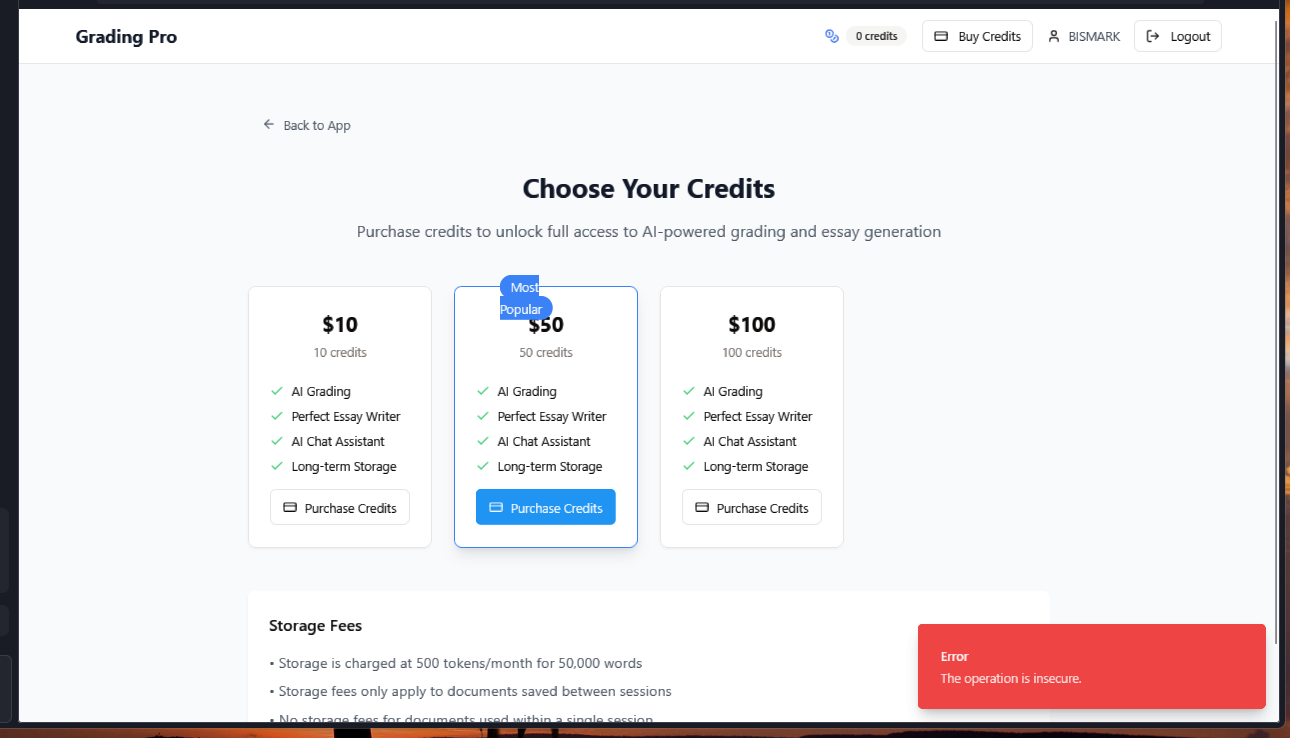 Grading Pro
0 credits
Buy Credits
BISMARK
Logout
Back to App
Choose Your Credits
Purchase credits to unlock full access to AI-powered grading and essay generation
$10
10 credits
AI Grading
Perfect Essay Writer
AI Chat Assistant
Long-term Storage
Purchase Credits
Most
Popular
$50
50 credits
AI Grading
Perfect Essay Writer
AI Chat Assistant
Long-term Storage
Purchase Credits
$100
100 credits
AI Grading
Perfect Essay Writer
AI Chat Assistant
Long-term Storage
Purchase Credits
Storage Fees
• Storage is charged at 500 tokens/month for 50,000 words
• Storage fees only apply to documents saved between sessions
• No storage fees for documents used within a single session
Error
The operation is insecure.